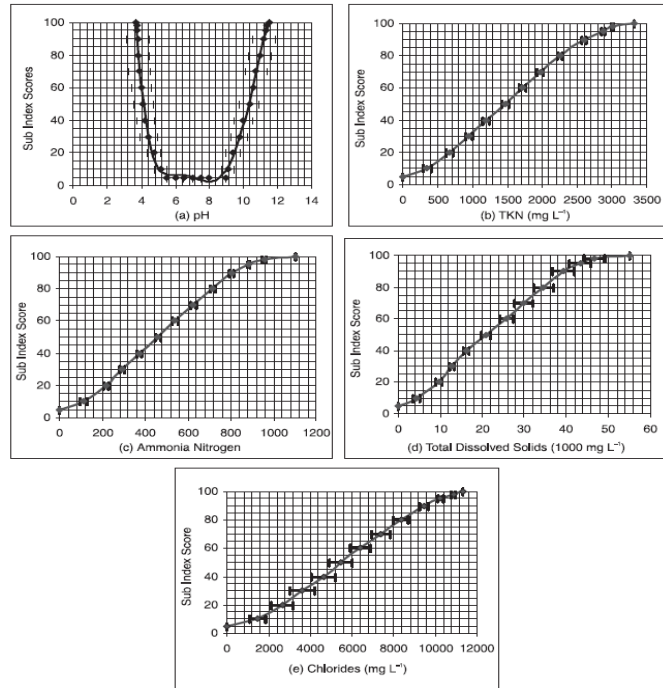 Sub Index Scores
100
80
60
40
20
0
0 2 4 6 8 10 12 14
(a) pH
Sub Index Scores
100
80
60
40
20
0
0 500 1000 1500 2000 2500 3000 3500
(b) TKN (mg L⁻¹)
Sub Index Score
100
80
60
40
20
0
0 200 400 600 800 1000 1200
(c) Ammonia Nitrogen
Sub Index Score
100
80
60
40
20
0
0 10 20 30 40 50 60
(d) Total Dissolved Solids (1000 mg L⁻¹)
Sub Index Score
100
80
60
40
20
0
0 2000 4000 6000 8000 10000 12000
(e) Chlorides (mg L⁻¹)